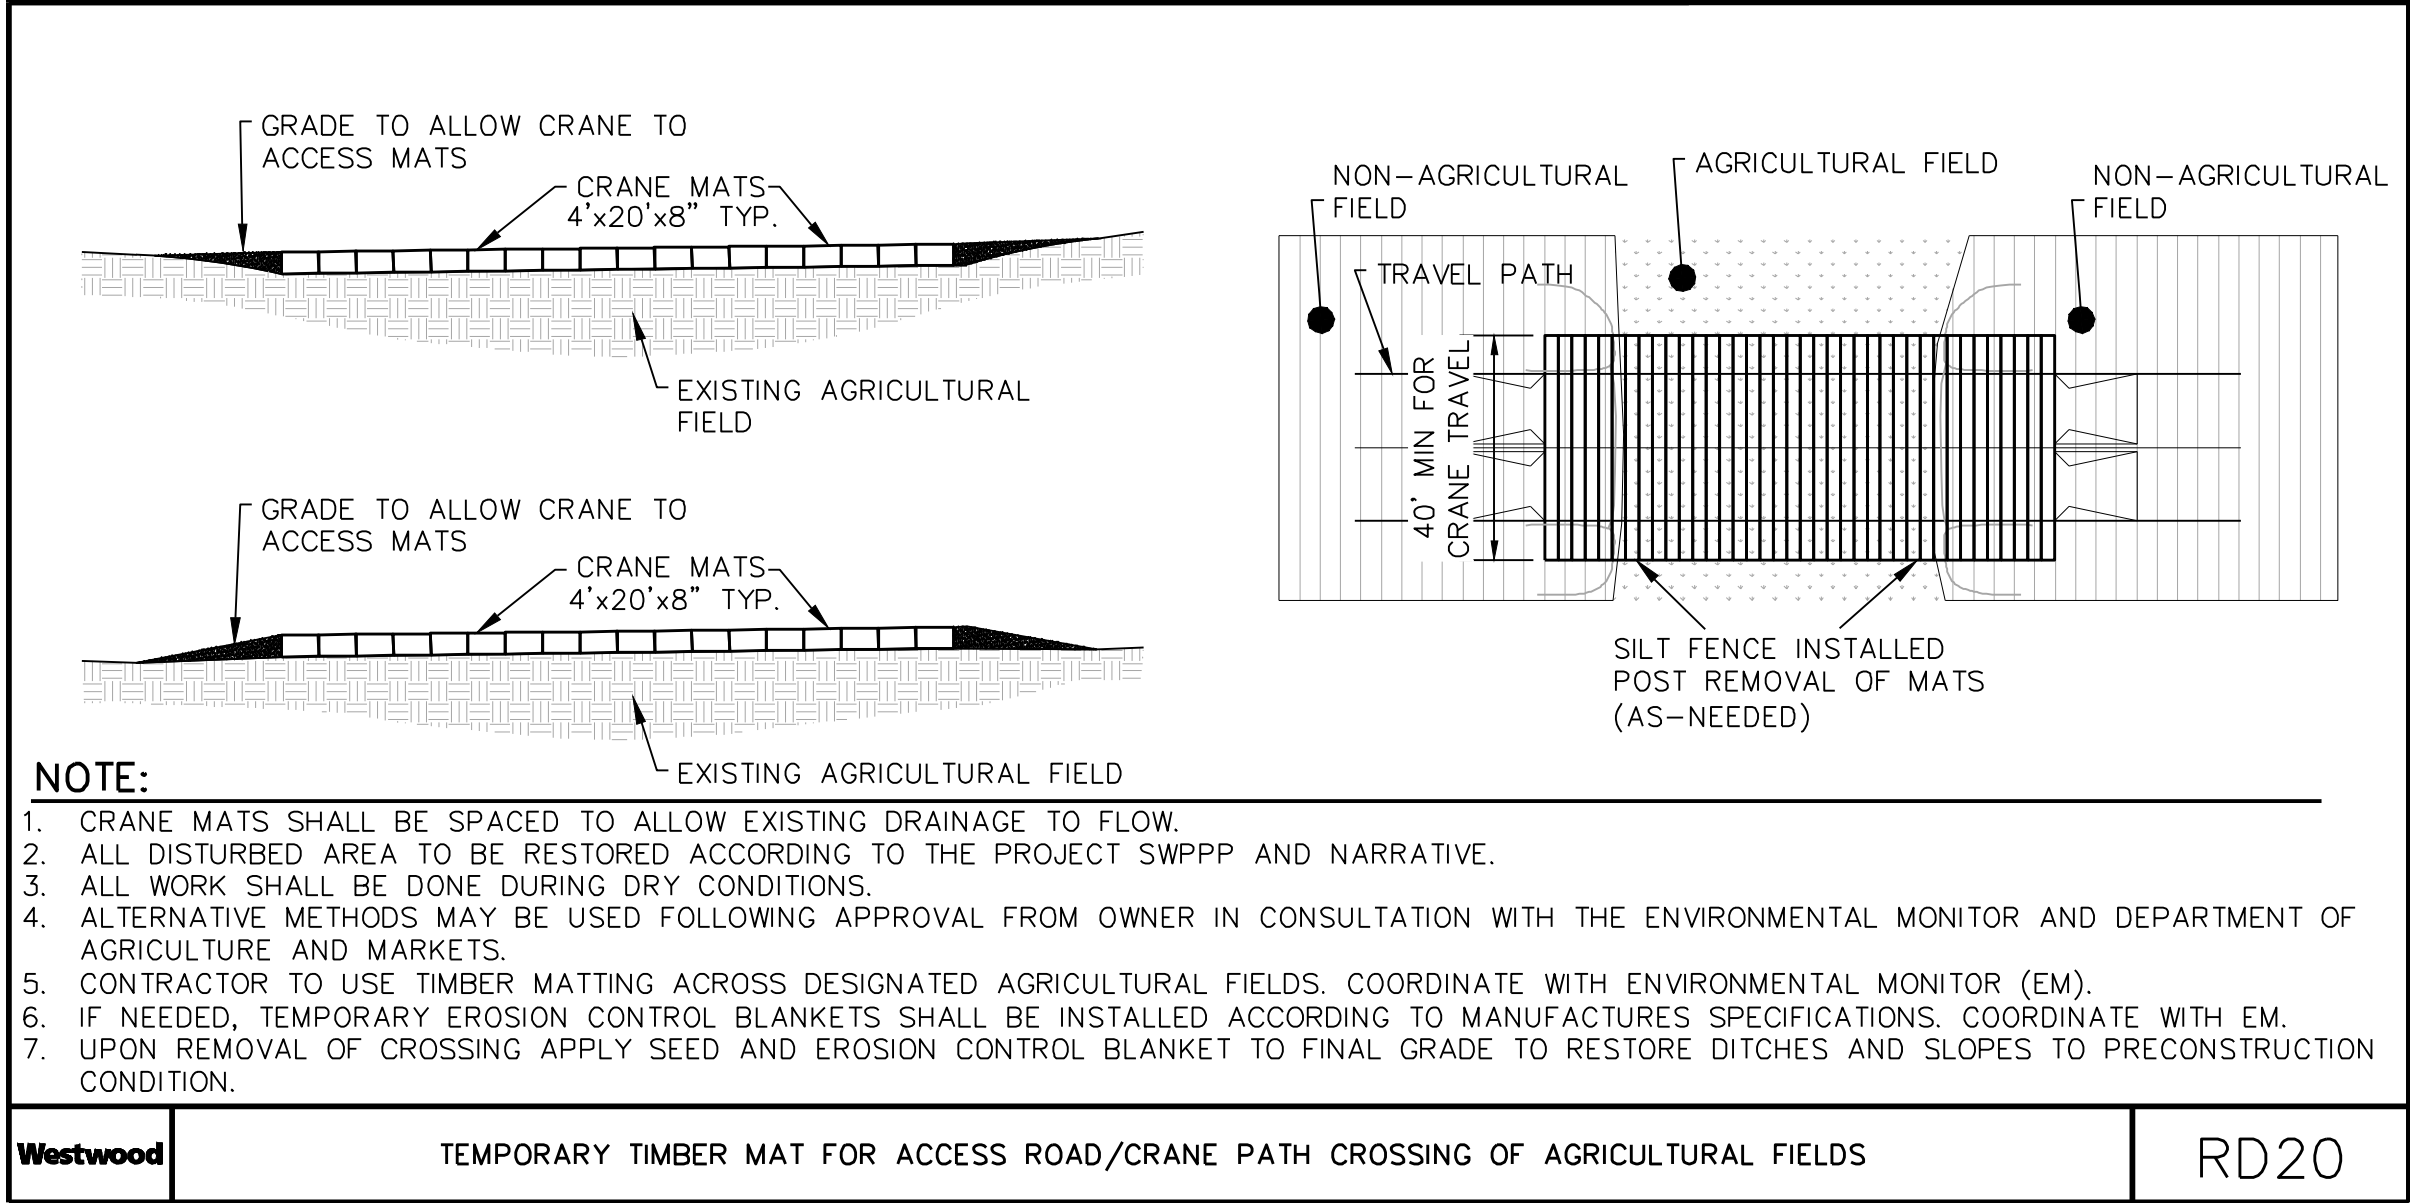 GRADE TO ALLOW CRANE TO
ACCESS MATS
CRANE MATS
4'x20'x8" TYP.
EXISTING AGRICULTURAL
FIELD
GRADE TO ALLOW CRANE TO
ACCESS MATS
CRANE MATS
4'x20'x8" TYP.
EXISTING AGRICULTURAL FIELD
NON-AGRICULTURAL
FIELD
AGRICULTURAL FIELD
NON-AGRICULTURAL
FIELD
TRAVEL PATH
40' MIN FOR
CRANE TRAVEL
SILT FENCE INSTALLED
POST REMOVAL OF MATS
(AS-NEEDED)
NOTE:
1. CRANE MATS SHALL BE SPACED TO ALLOW EXISTING DRAINAGE TO FLOW.
2. ALL DISTURBED AREA TO BE RESTORED ACCORDING TO THE PROJECT SWPPP AND NARRATIVE.
3. ALL WORK SHALL BE DONE DURING DRY CONDITIONS.
4. ALTERNATIVE METHODS MAY BE USED FOLLOWING APPROVAL FROM OWNER IN CONSULTATION WITH THE ENVIRONMENTAL MONITOR AND DEPARTMENT OF
AGRICULTURE AND MARKETS.
5. CONTRACTOR TO USE TIMBER MATTING ACROSS DESIGNATED AGRICULTURAL FIELDS. COORDINATE WITH ENVIRONMENTAL MONITOR (EM).
6. IF NEEDED, TEMPORARY EROSION CONTROL BLANKETS SHALL BE INSTALLED ACCORDING TO MANUFACTURES SPECIFICATIONS. COORDINATE WITH EM.
7. UPON REMOVAL OF CROSSING APPLY SEED AND EROSION CONTROL BLANKET TO FINAL GRADE TO RESTORE DITCHES AND SLOPES TO PRECONSTRUCTION
CONDITION.
Westwood
TEMPORARY TIMBER MAT FOR ACCESS ROAD/CRANE PATH CROSSING OF AGRICULTURAL FIELDS
RD20